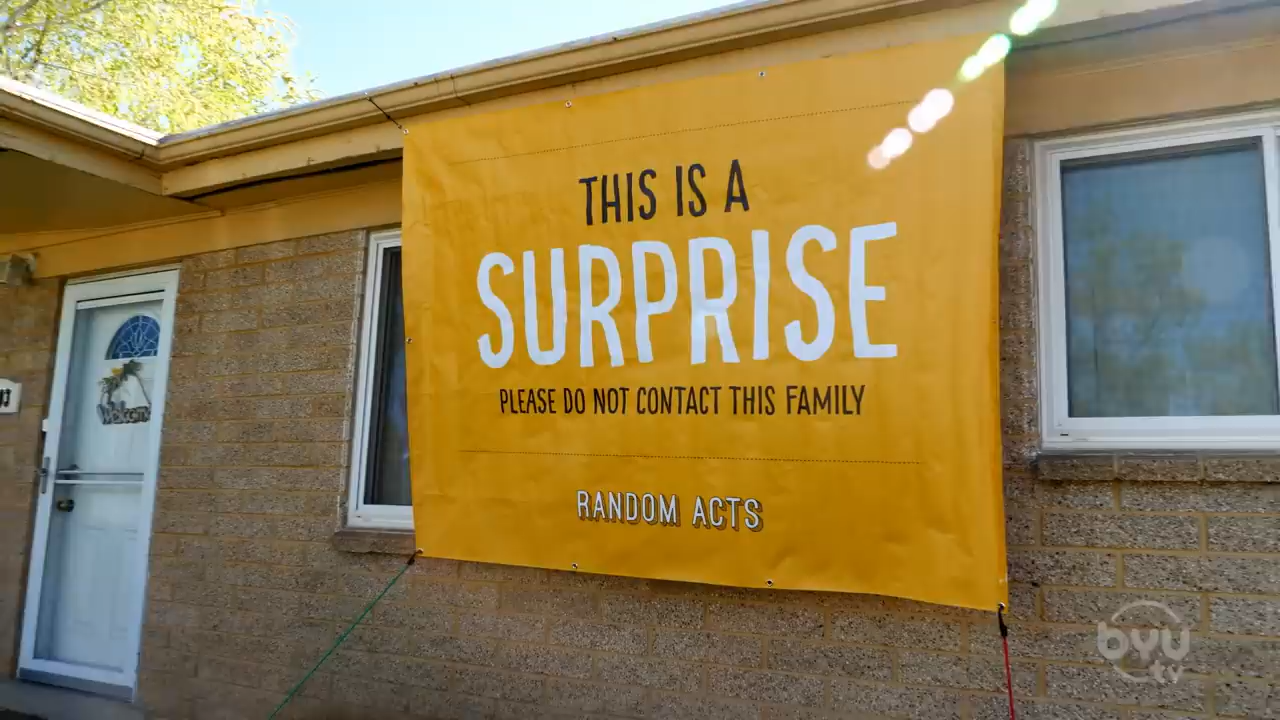 THIS IS A
SURPRISE
PLEASE DO NOT CONTACT THIS FAMILY
RANDOM ACTS
Welcome
byu
tv